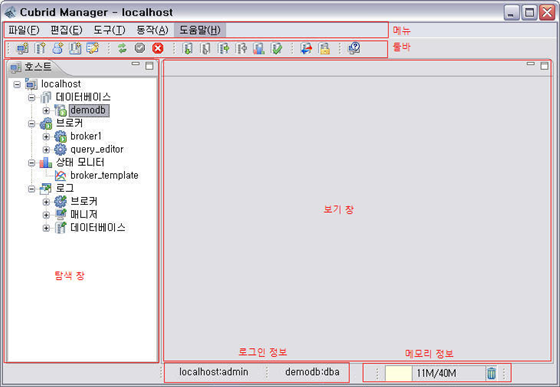 Cubrid Manager - localhost
파일(F) 편집(E) 도구(T) 동작(A) 도움말(H)
메뉴
툴바
호스트
localhost
데이터베이스
demodb
브로커
broker1
query_editor
상태 모니터
broker_template
로그
브로커
매니저
데이터베이스
탐색 창
보기 창
로그인 정보
메모리 정보
localhost:admin
demodb:dba
11M/40M